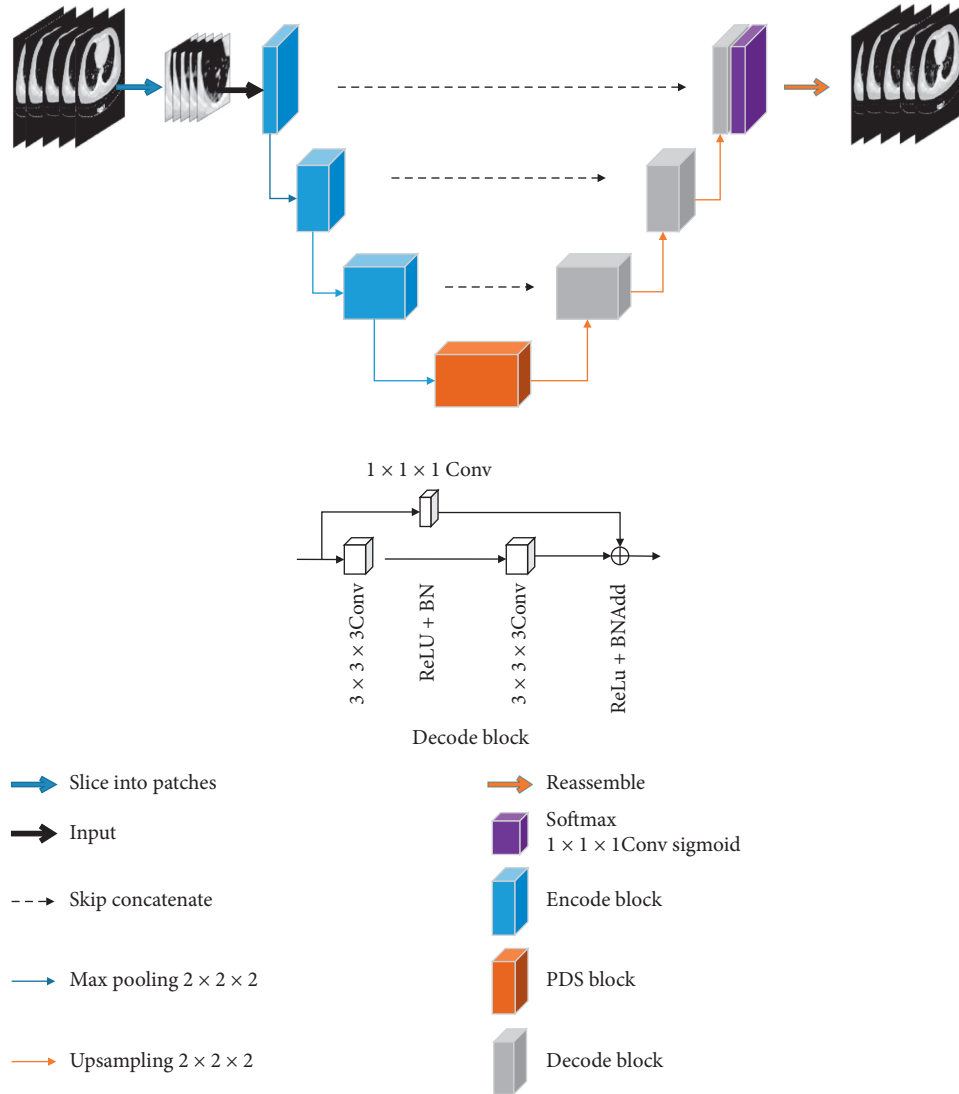 1 × 1 × 1 Conv
3 × 3 × 3Conv
ReLU + BN
3 × 3 × 3Conv
ReLu + BNAdd
Decode block
Slice into patches
Input
Skip concatenate
Max pooling 2 × 2 × 2
Upsampling 2 × 2 × 2
Reassemble
Softmax
1 × 1 × 1Conv sigmoid
Encode block
PDS block
Decode block